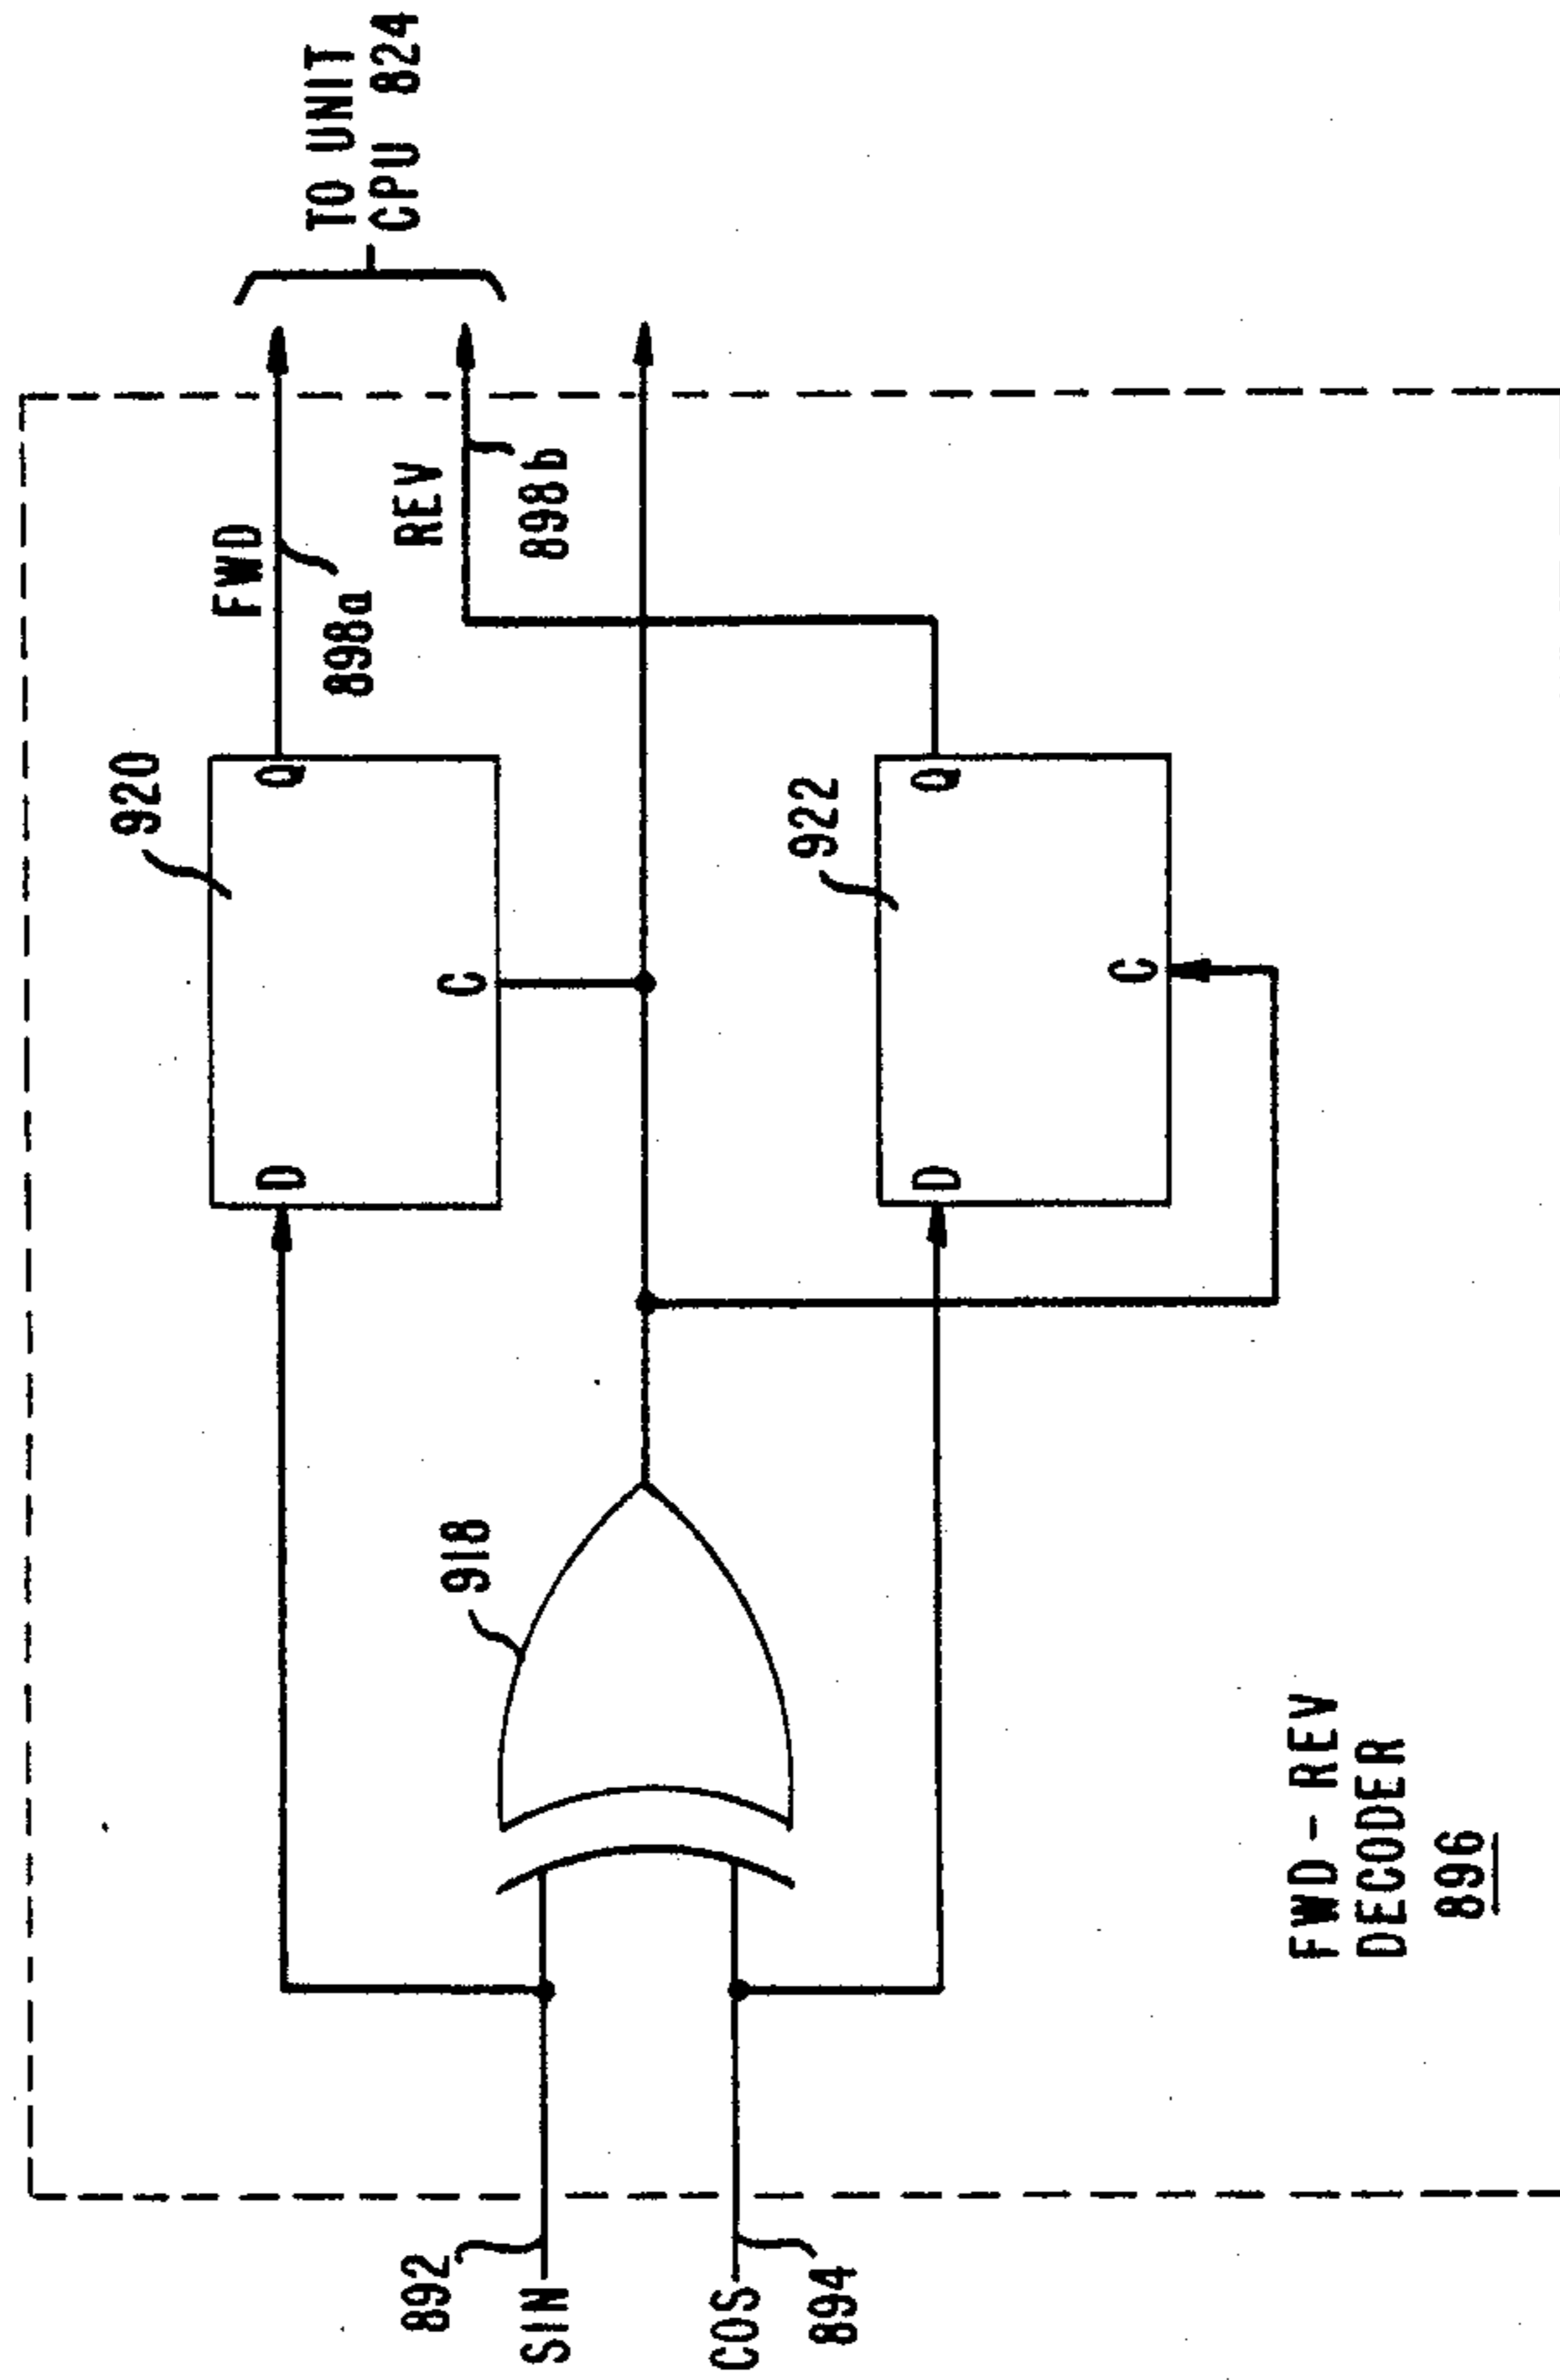 TO UNIT
CPU 824
920
FWD
898a
D
Q
C
REV
898b
892
SIN
918
COS
894
922
D
Q
C
FWD-REV
DECODER
896